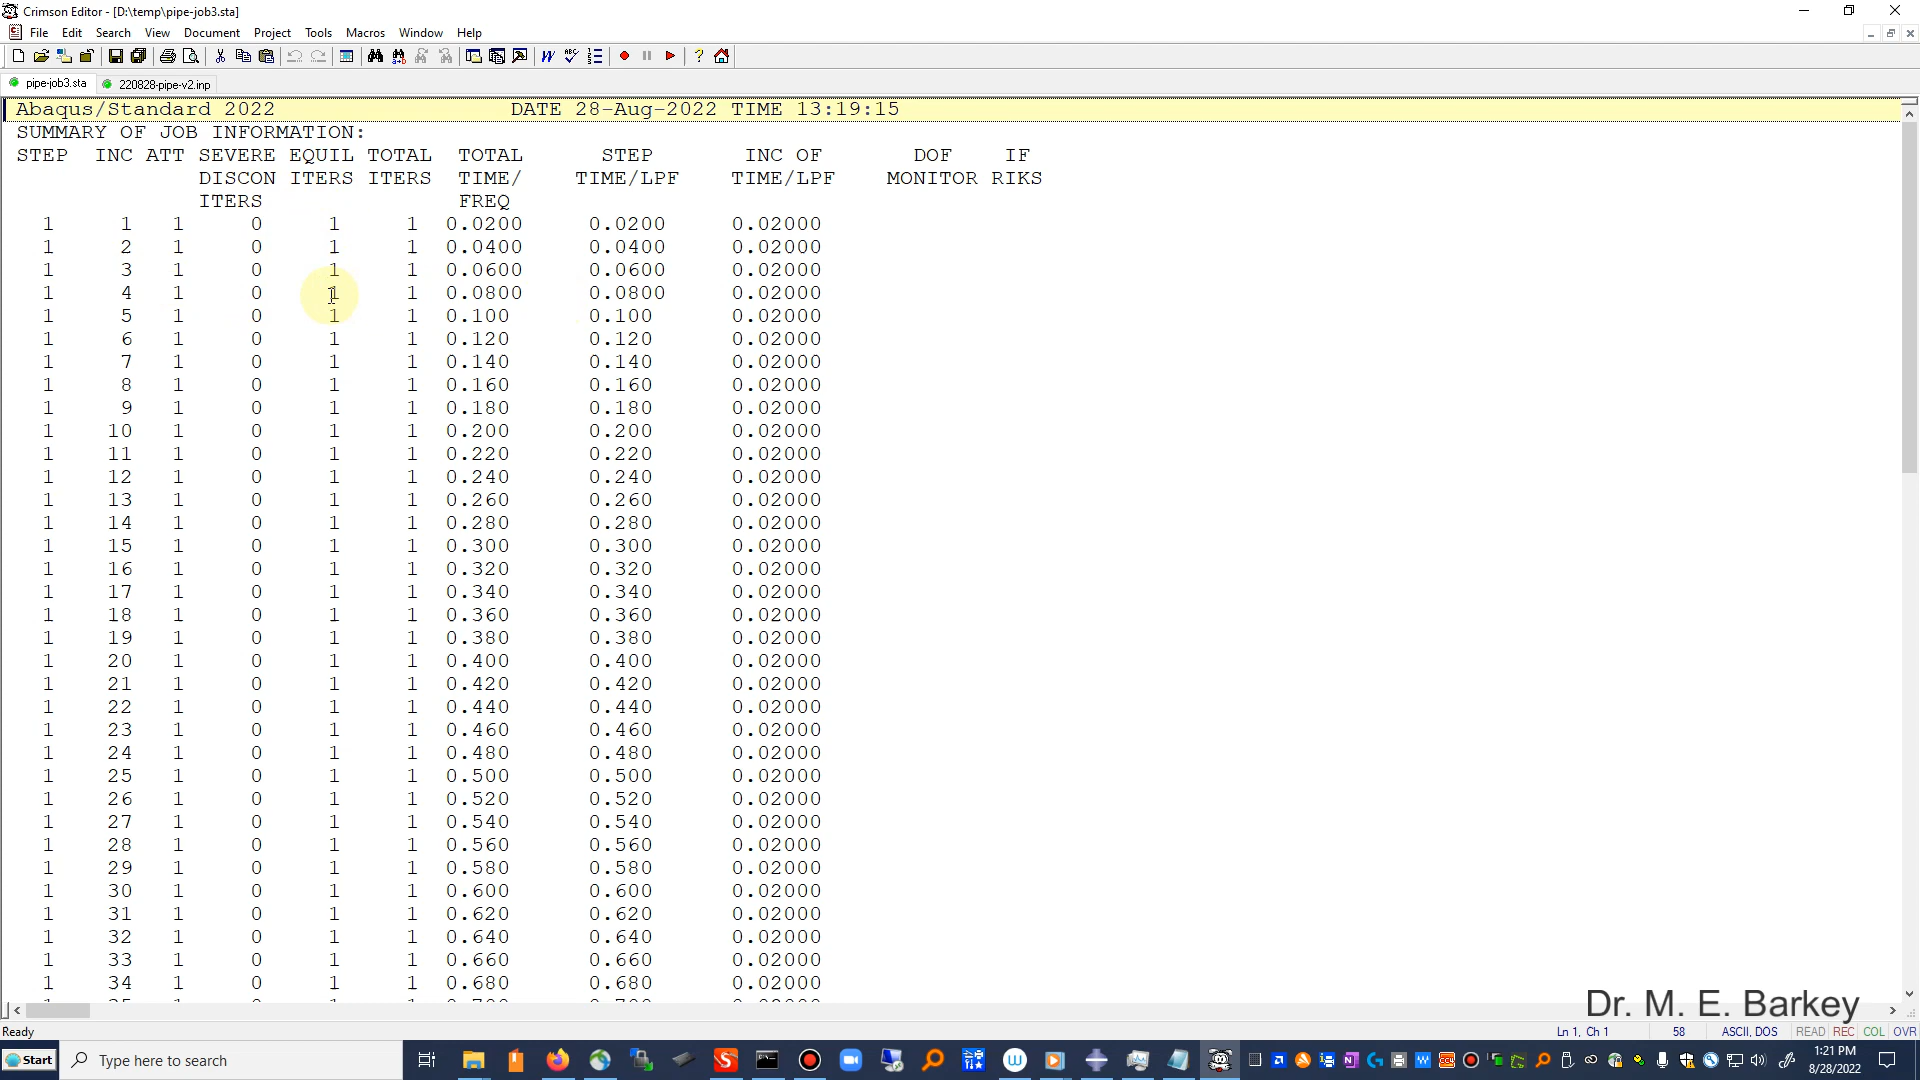 Crimson Editor - [D:\temp\pipe-job3.sta]
File Edit Search View Document Project Tools Macros Window Help
pipe-job3.sta 220828-pipe-v2.inp
Abaqus/Standard 2022 DATE 28-Aug-2022 TIME 13:19:15
SUMMARY OF JOB INFORMATION:
STEP INC ATT SEVERE EQUIL TOTAL TOTAL STEP INC OF DOF IF
DISCON ITERS ITERS TIME/ TIME/LPF TIME/LPF MONITOR RIKS
ITERS FREQ
1 1 1 0 1 1 0.0200 0.0200 0.02000
1 2 1 0 1 1 0.0400 0.0400 0.02000
1 3 1 0 1 1 0.0600 0.0600 0.02000
1 4 1 0 1 1 0.0800 0.0800 0.02000
1 5 1 0 1 1 0.100 0.100 0.02000
1 6 1 0 1 1 0.120 0.120 0.02000
1 7 1 0 1 1 0.140 0.140 0.02000
1 8 1 0 1 1 0.160 0.160 0.02000
1 9 1 0 1 1 0.180 0.180 0.02000
1 10 1 0 1 1 0.200 0.200 0.02000
1 11 1 0 1 1 0.220 0.220 0.02000
1 12 1 0 1 1 0.240 0.240 0.02000
1 13 1 0 1 1 0.260 0.260 0.02000
1 14 1 0 1 1 0.280 0.280 0.02000
1 15 1 0 1 1 0.300 0.300 0.02000
1 16 1 0 1 1 0.320 0.320 0.02000
1 17 1 0 1 1 0.340 0.340 0.02000
1 18 1 0 1 1 0.360 0.360 0.02000
1 19 1 0 1 1 0.380 0.380 0.02000
1 20 1 0 1 1 0.400 0.400 0.02000
1 21 1 0 1 1 0.420 0.420 0.02000
1 22 1 0 1 1 0.440 0.440 0.02000
1 23 1 0 1 1 0.460 0.460 0.02000
1 24 1 0 1 1 0.480 0.480 0.02000
1 25 1 0 1 1 0.500 0.500 0.02000
1 26 1 0 1 1 0.520 0.520 0.02000
1 27 1 0 1 1 0.540 0.540 0.02000
1 28 1 0 1 1 0.560 0.560 0.02000
1 29 1 0 1 1 0.580 0.580 0.02000
1 30 1 0 1 1 0.600 0.600 0.02000
1 31 1 0 1 1 0.620 0.620 0.02000
1 32 1 0 1 1 0.640 0.640 0.02000
1 33 1 0 1 1 0.660 0.660 0.02000
1 34 1 0 1 1 0.680 0.680 0.02000
Dr. M. E. Barkey
Ready Ln 1, Ch 1 58 ASCII, DOS READ REC COL OVR
Start Type here to search 1:21 PM
8/28/2022